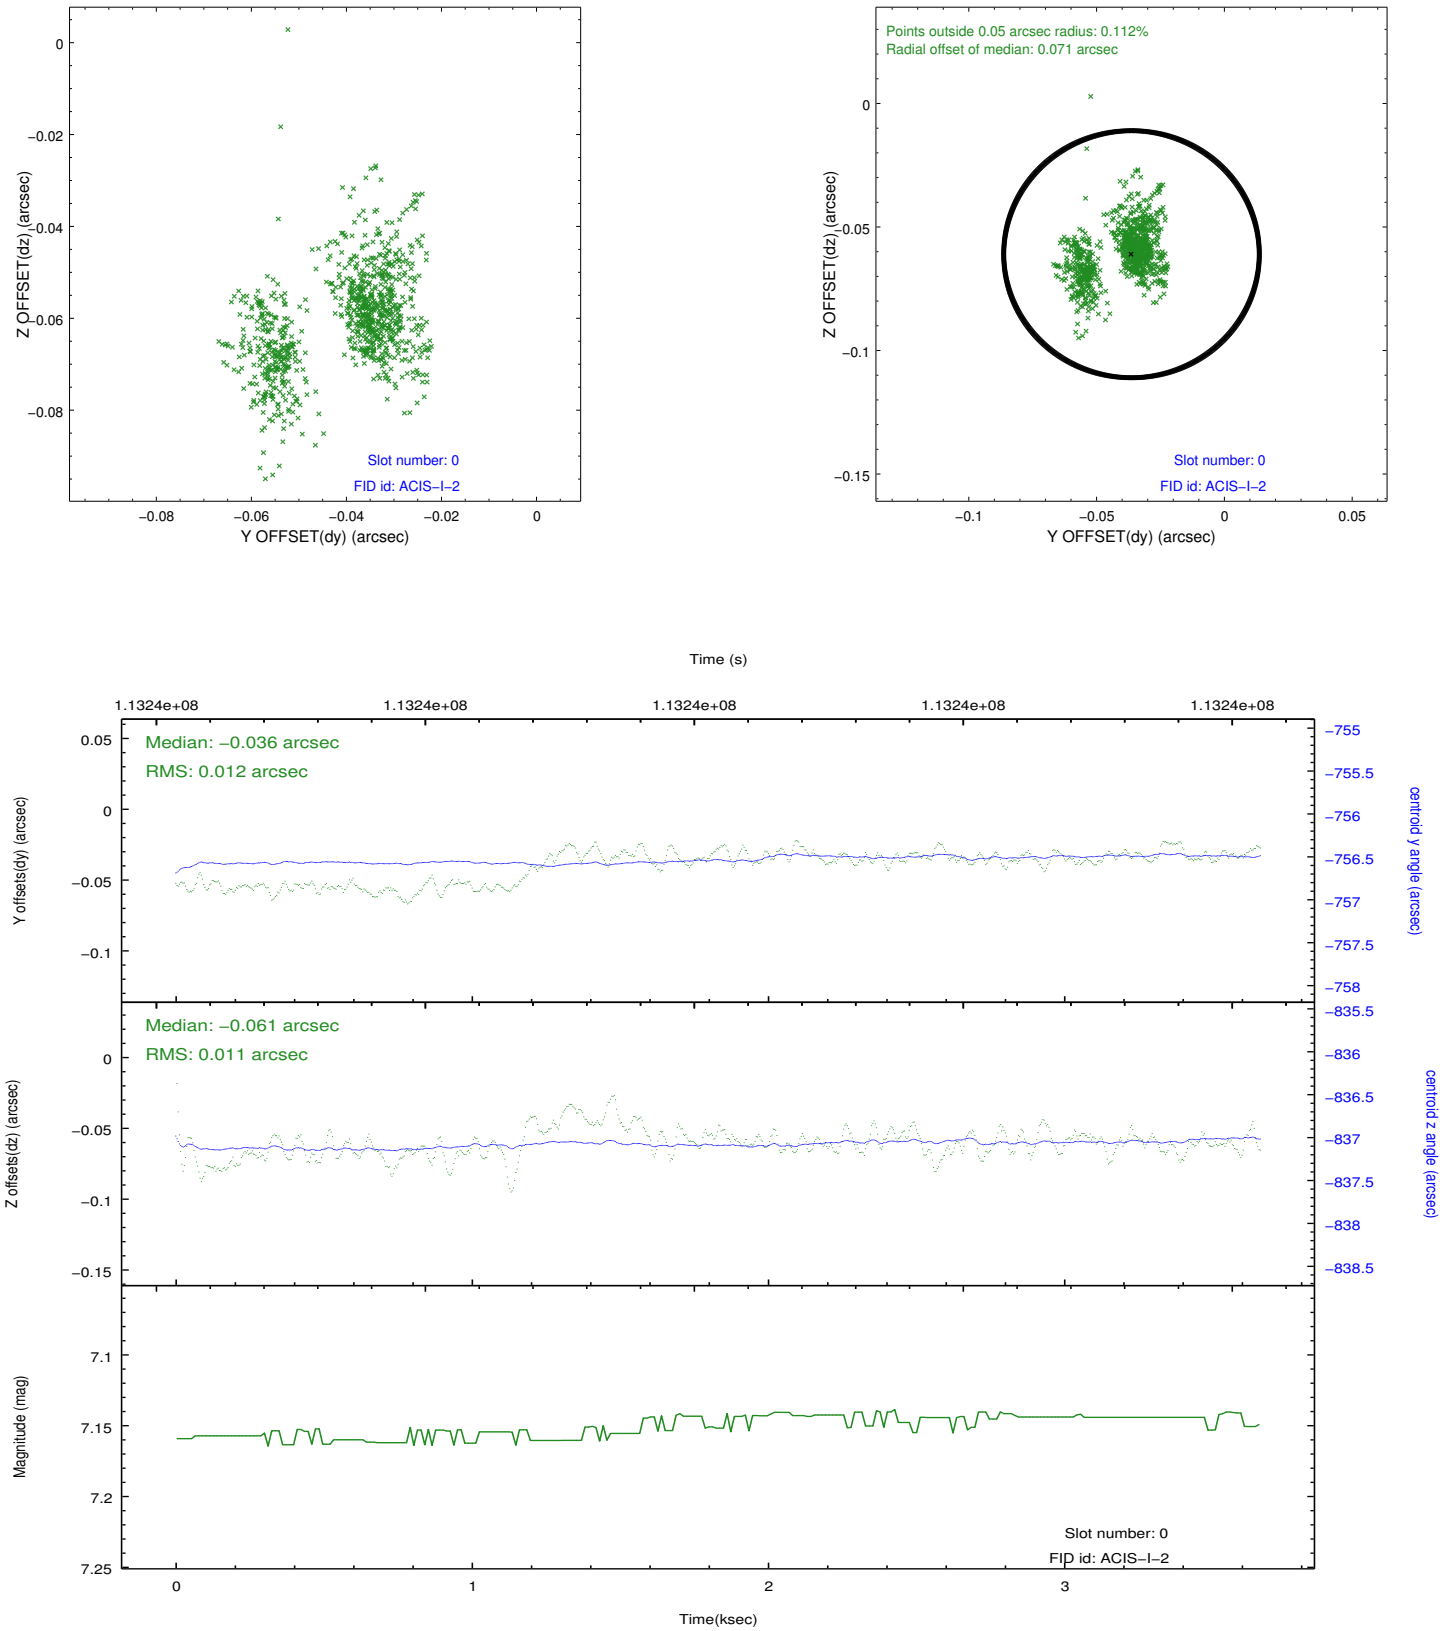 0
−0.02
−0.04
−0.06
−0.08
Z OFFSET(dz) (arcsec)
Slot number: 0
FID id: ACIS−I−2
−0.08
−0.06
−0.04
−0.02
0
Y OFFSET(dy) (arcsec)
Points outside 0.05 arcsec radius: 0.112%
Radial offset of median: 0.071 arcsec
0
−0.05
−0.1
−0.15
Z OFFSET(dz) (arcsec)
Slot number: 0
FID id: ACIS−I−2
−0.1
−0.05
0
0.05
Y OFFSET(dy) (arcsec)
Time (s)
1.1324e+08
1.1324e+08
1.1324e+08
1.1324e+08
1.1324e+08
Median: −0.036 arcsec
RMS: 0.012 arcsec
0.05
0
−0.05
−0.1
Y offsets(dy) (arcsec)
−755
−755.5
−756
−756.5
−757
−757.5
−758
centroid y angle (arcsec)
Median: −0.061 arcsec
RMS: 0.011 arcsec
0
−0.05
−0.1
−0.15
Z offsets(dz) (arcsec)
−835.5
−836
−836.5
−837
−837.5
−838
−838.5
centroid z angle (arcsec)
7.1
7.15
7.2
7.25
Magnitude (mag)
Slot number: 0
FID id: ACIS−I−2
0
1
2
3
Time(ksec)